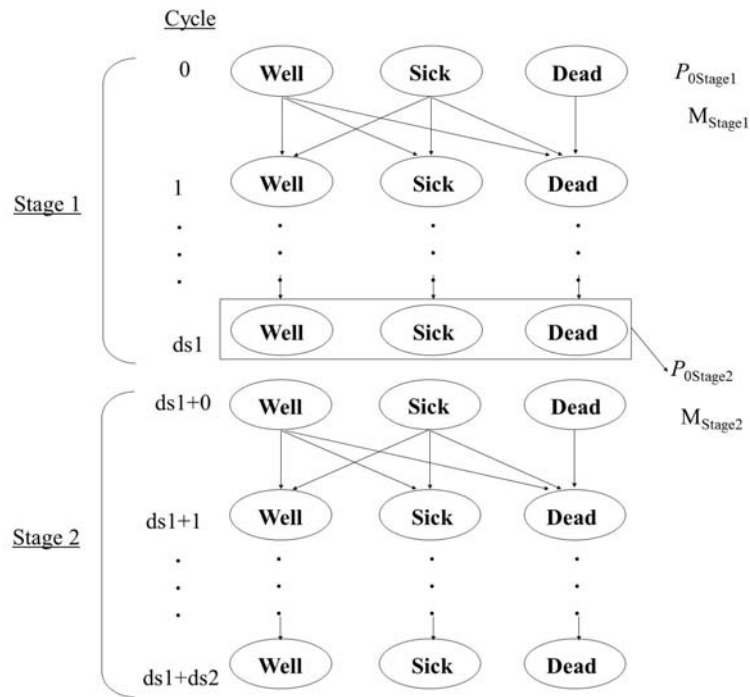 Cycle
0 Well Sick Dead P0Stage1
MStage1
1 Well Sick Dead
Stage 1
ds1 Well Sick Dead
P0Stage2
ds1+0 Well Sick Dead
MStage2
ds1+1 Well Sick Dead
Stage 2
ds1+ds2 Well Sick Dead